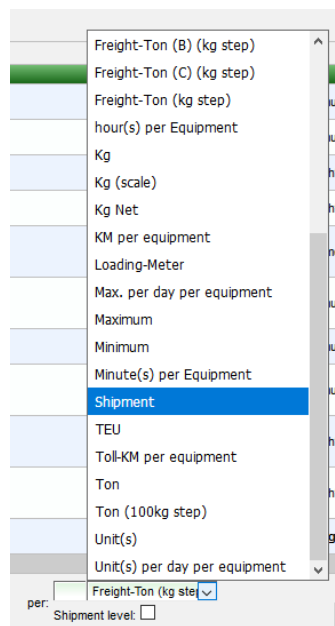 Freight-Ton (B) (kg step)
Freight-Ton (C) (kg step)
Freight-Ton (kg step)
hour(s) per Equipment
Kg
Kg (scale)
Kg Net
KM per equipment
Loading-Meter
Max. per day per equipment
Maximum
Minimum
Minute(s) per Equipment
Shipment
TEU
Toll-KM per equipment
Ton
Ton (100kg step)
Unit(s)
Unit(s) per day per equipment
per: Freight-Ton (kg step
Shipment level: